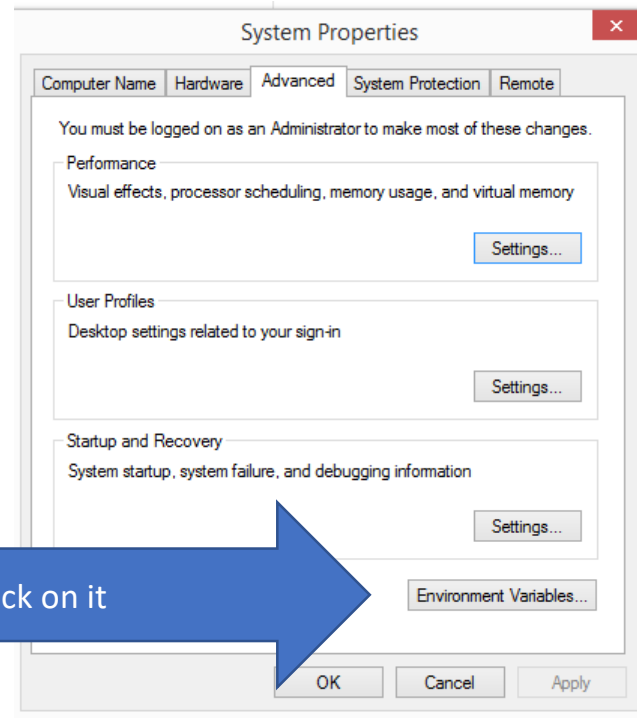 System Properties
Computer Name Hardware Advanced System Protection Remote
You must be logged on as an Administrator to make most of these changes.
Performance
Visual effects, processor scheduling, memory usage, and virtual memory
Settings...
User Profiles
Desktop settings related to your sign-in
Settings...
Startup and Recovery
System startup, system failure, and debugging information
Settings...
ck on it
Environment Variables...
OK Cancel Apply